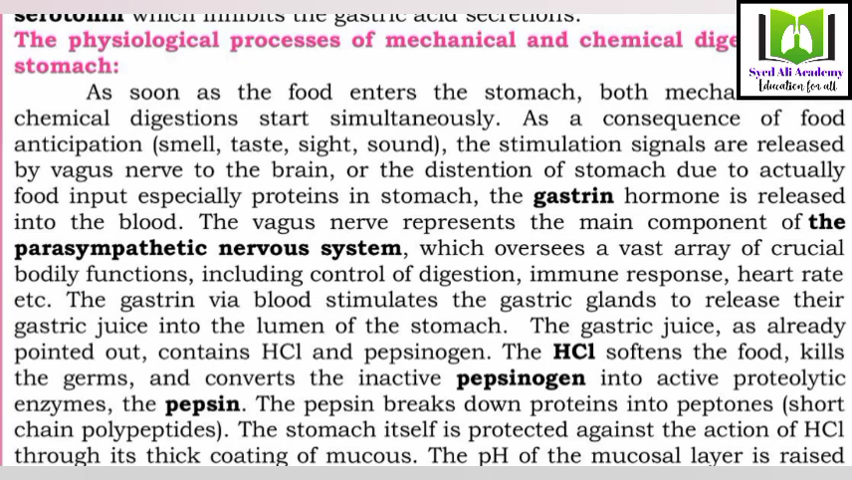 serotonin which inhibits the gastric acid secretions.
The physiological processes of mechanical and chemical dige
stomach:
As soon as the food enters the stomach, both mecha
chemical digestions start simultaneously. As a consequence of food
anticipation (smell, taste, sight, sound), the stimulation signals are released
by vagus nerve to the brain, or the distention of stomach due to actually
food input especially proteins in stomach, the gastrin hormone is released
into the blood. The vagus nerve represents the main component of the
parasympathetic nervous system, which oversees a vast array of crucial
bodily functions, including control of digestion, immune response, heart rate
etc. The gastrin via blood stimulates the gastric glands to release their
gastric juice into the lumen of the stomach. The gastric juice, as already
pointed out, contains HCl and pepsinogen. The HCl softens the food, kills
the germs, and converts the inactive pepsinogen into active proteolytic
enzymes, the pepsin. The pepsin breaks down proteins into peptones (short
chain polypeptides). The stomach itself is protected against the action of HCl
through its thick coating of mucous. The pH of the mucosal layer is raised
Syed Ali Academy
Education for all